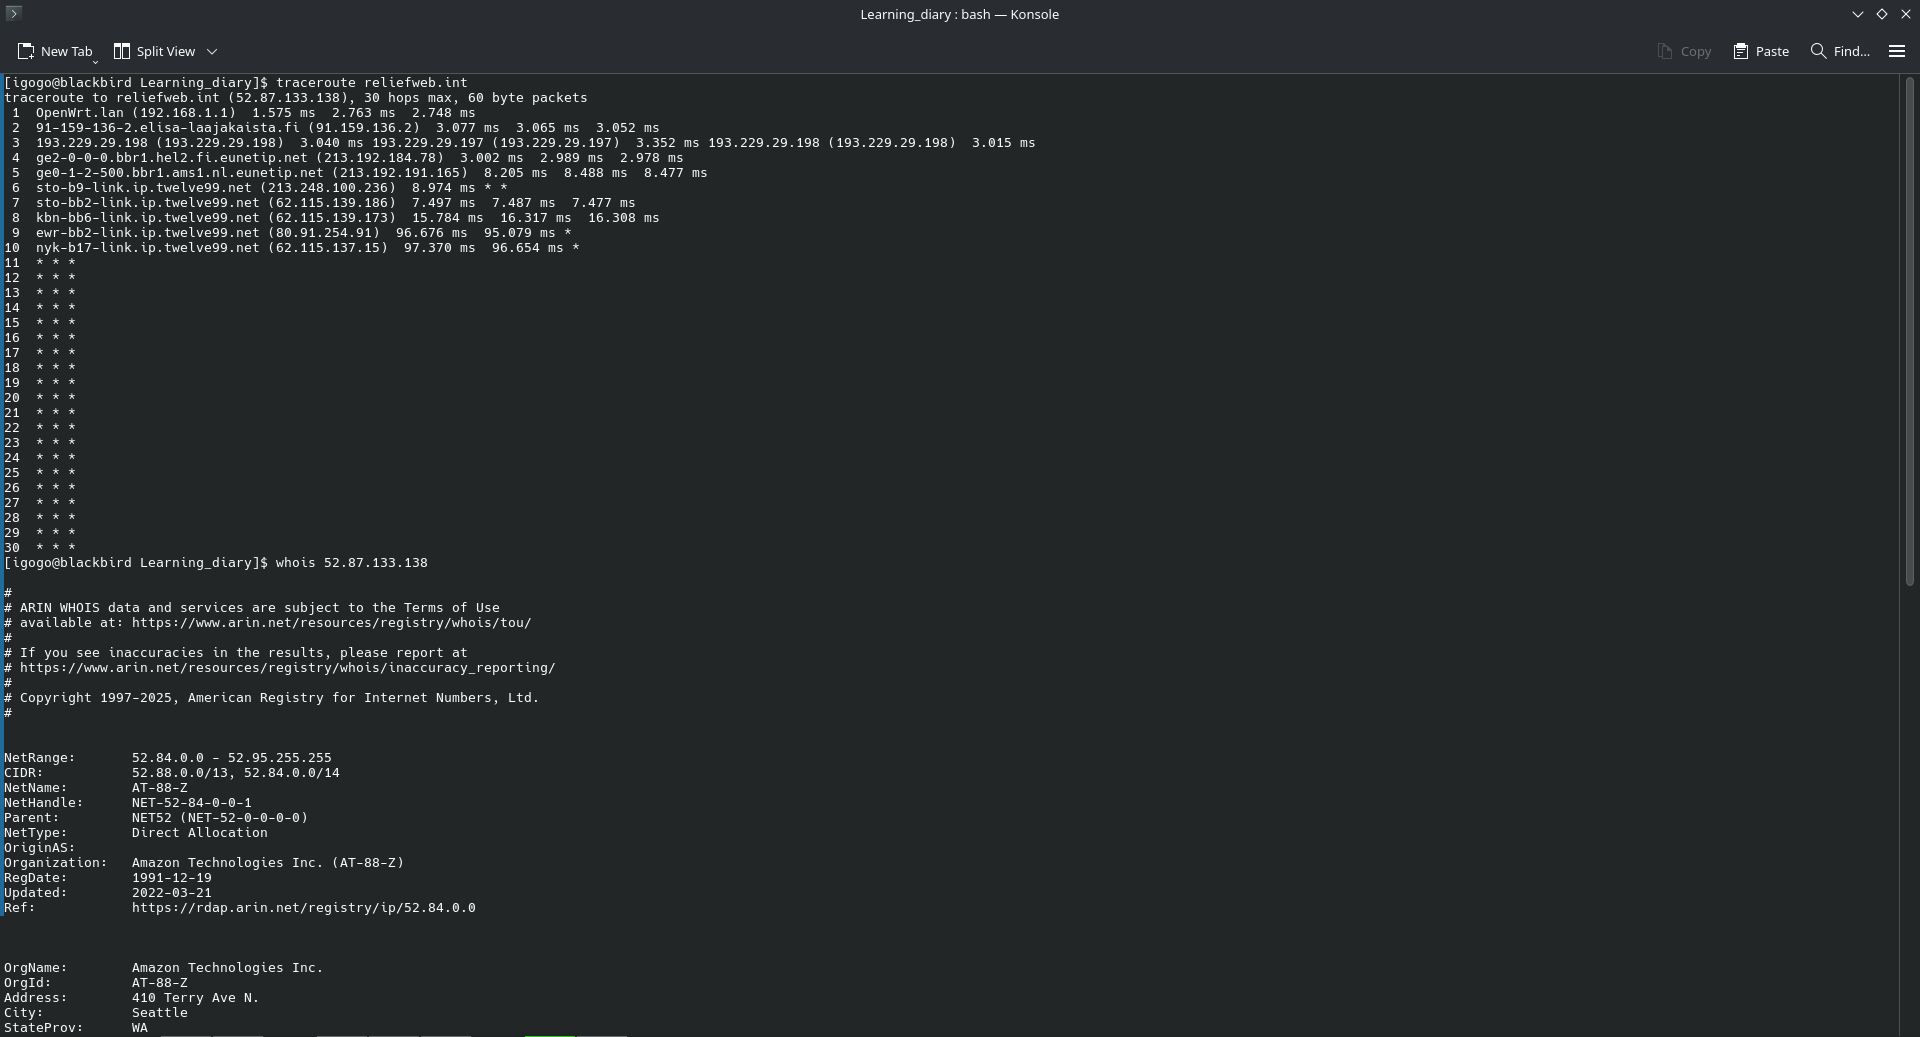 Learning_diary : bash — Konsole
New Tab Split View Copy Paste Find...
[igogo@blackbird Learning_diary]$ traceroute reliefweb.int
traceroute to reliefweb.int (52.87.133.138), 30 hops max, 60 byte packets
1 OpenWrt.lan (192.168.1.1) 1.575 ms 2.763 ms 2.748 ms
2 91-159-136-2.elisa-laajakaista.fi (91.159.136.2) 3.077 ms 3.065 ms 3.052 ms
3 193.229.29.198 (193.229.29.198) 3.040 ms 193.229.29.197 (193.229.29.197) 3.352 ms 193.229.29.198 (193.229.29.198) 3.015 ms
4 ge2-0-0-0.bbr1.hel2.fi.eunetip.net (213.192.184.78) 3.002 ms 2.989 ms 2.978 ms
5 ge0-1-2-500.bbr1.ams1.nl.eunetip.net (213.192.191.165) 8.205 ms 8.488 ms 8.477 ms
6 sto-b9-link.ip.twelve99.net (213.248.100.236) 8.974 ms * *
7 sto-bb2-link.ip.twelve99.net (62.115.139.186) 7.497 ms 7.487 ms 7.477 ms
8 kbn-bb6-link.ip.twelve99.net (62.115.139.173) 15.784 ms 16.317 ms 16.308 ms
9 ewr-bb2-link.ip.twelve99.net (80.91.254.91) 96.676 ms 95.079 ms *
10 nyk-b17-link.ip.twelve99.net (62.115.137.15) 97.370 ms 96.654 ms *
11 * * *
12 * * *
13 * * *
14 * * *
15 * * *
16 * * *
17 * * *
18 * * *
19 * * *
20 * * *
21 * * *
22 * * *
23 * * *
24 * * *
25 * * *
26 * * *
27 * * *
28 * * *
29 * * *
30 * * *
[igogo@blackbird Learning_diary]$ whois 52.87.133.138
#
# ARIN WHOIS data and services are subject to the Terms of Use
# available at: https://www.arin.net/resources/registry/whois/tou/
#
# If you see inaccuracies in the results, please report at
# https://www.arin.net/resources/registry/whois/inaccuracy_reporting/
#
# Copyright 1997-2025, American Registry for Internet Numbers, Ltd.
#
NetRange: 52.84.0.0 - 52.95.255.255
CIDR: 52.88.0.0/13, 52.84.0.0/14
NetName: AT-88-Z
NetHandle: NET-52-84-0-0-1
Parent: NET52 (NET-52-0-0-0-0)
NetType: Direct Allocation
OriginAS:
Organization: Amazon Technologies Inc. (AT-88-Z)
RegDate: 1991-12-19
Updated: 2022-03-21
Ref: https://rdap.arin.net/registry/ip/52.84.0.0
OrgName: Amazon Technologies Inc.
OrgId: AT-88-Z
Address: 410 Terry Ave N.
City: Seattle
StateProv: WA